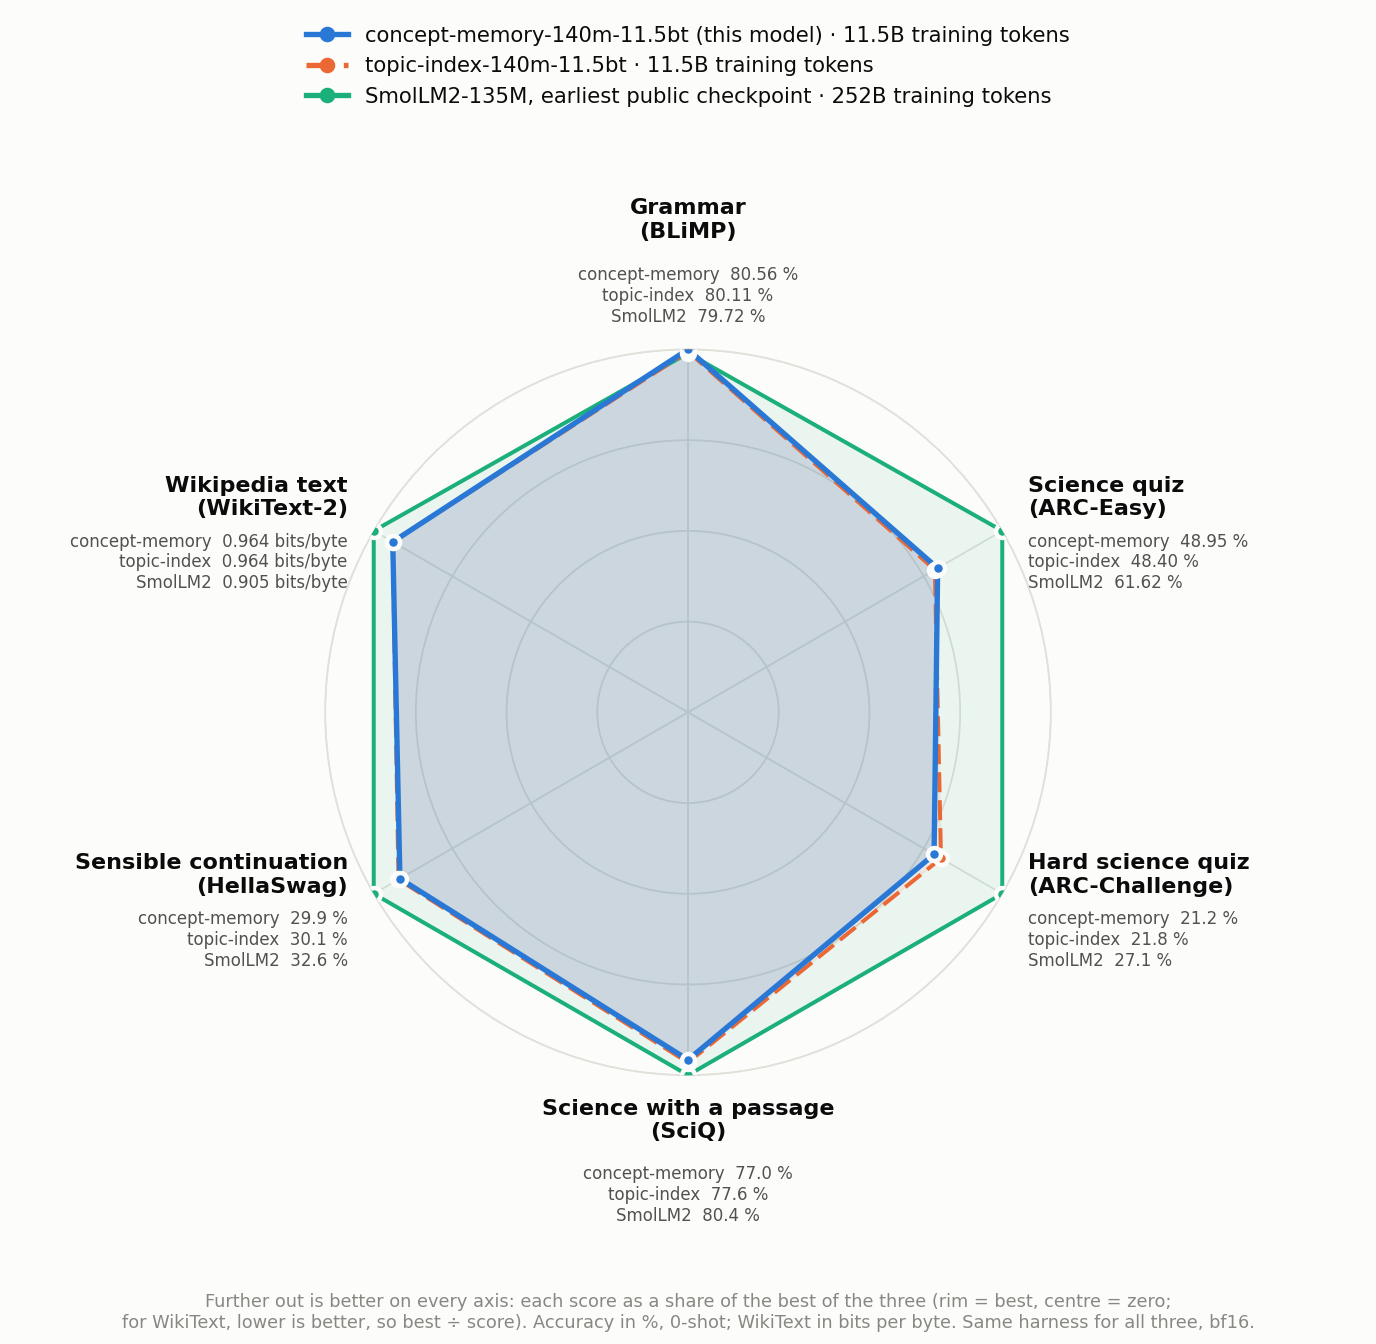 concept-memory-140m-11.5bt (this model) · 11.5B training tokens
topic-index-140m-11.5bt · 11.5B training tokens
SmolLM2-135M, earliest public checkpoint · 252B training tokens
Grammar
(BLiMP)
concept-memory  80.56 %
topic-index  80.11 %
SmolLM2  79.72 %
Wikipedia text
(WikiText-2)
concept-memory  0.964 bits/byte
topic-index  0.964 bits/byte
SmolLM2  0.905 bits/byte
Science quiz
(ARC-Easy)
concept-memory  48.95 %
topic-index  48.40 %
SmolLM2  61.62 %
Sensible continuation
(HellaSwag)
concept-memory  29.9 %
topic-index  30.1 %
SmolLM2  32.6 %
Hard science quiz
(ARC-Challenge)
concept-memory  21.2 %
topic-index  21.8 %
SmolLM2  27.1 %
Science with a passage
(SciQ)
concept-memory  77.0 %
topic-index  77.6 %
SmolLM2  80.4 %
Further out is better on every axis: each score as a share of the best of the three (rim = best, centre = zero;
for WikiText, lower is better, so best ÷ score). Accuracy in %, 0-shot; WikiText in bits per byte. Same harness for all three, bf16.